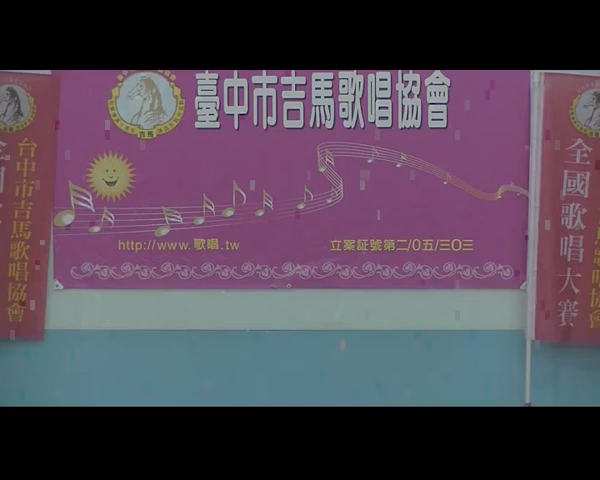 臺中市吉馬歌唱協會
吉馬
http://www.歌唱.tw
立案証號第二/0五/三0三
台中市吉馬歌唱協會
全國歌唱大賽